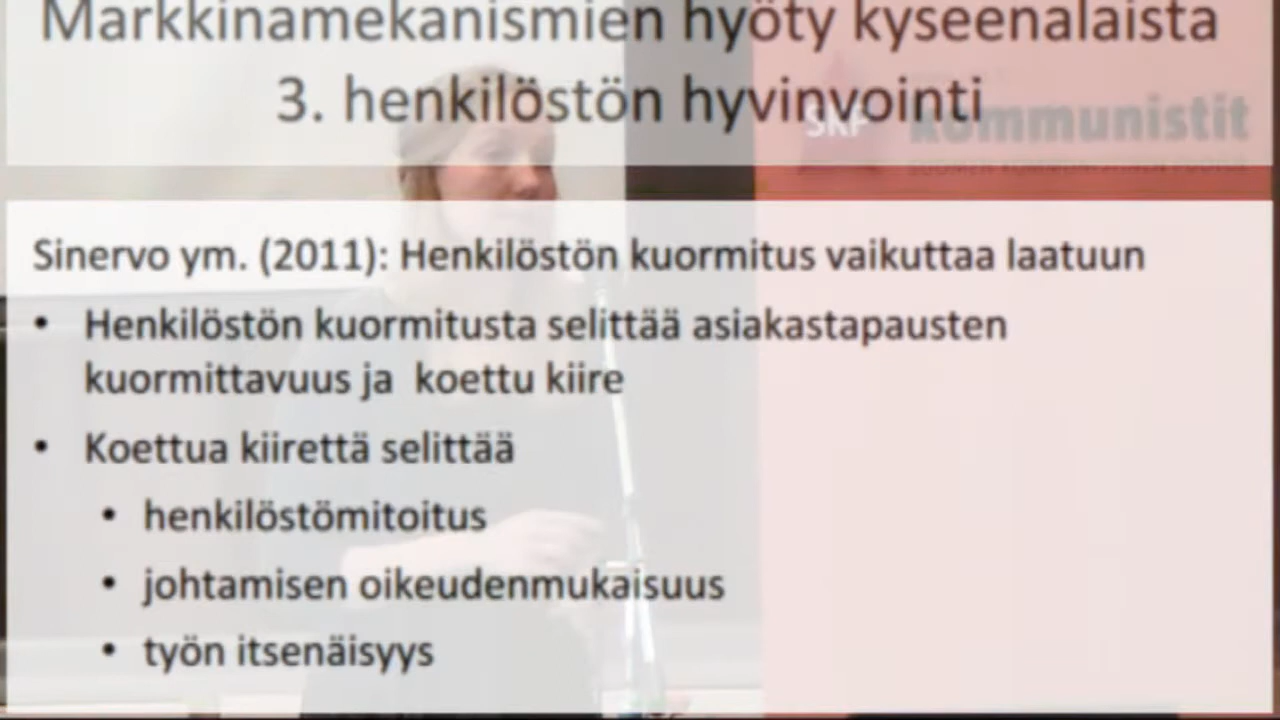 Markkinamekanismien hyöty kyseenalaista
3. henkilöstön hyvinvointi
SKP
kommunistit
Sinervo ym. (2011): Henkilöstön kuormitus vaikuttaa laatuun
• Henkilöstön kuormitusta selittää asiakastapausten
kuormittavuus ja koettu kiire
• Koettua kiirettä selittää
• henkilöstömitoitus
• johtamisen oikeudenmukaisuus
• työn itsenäisyys